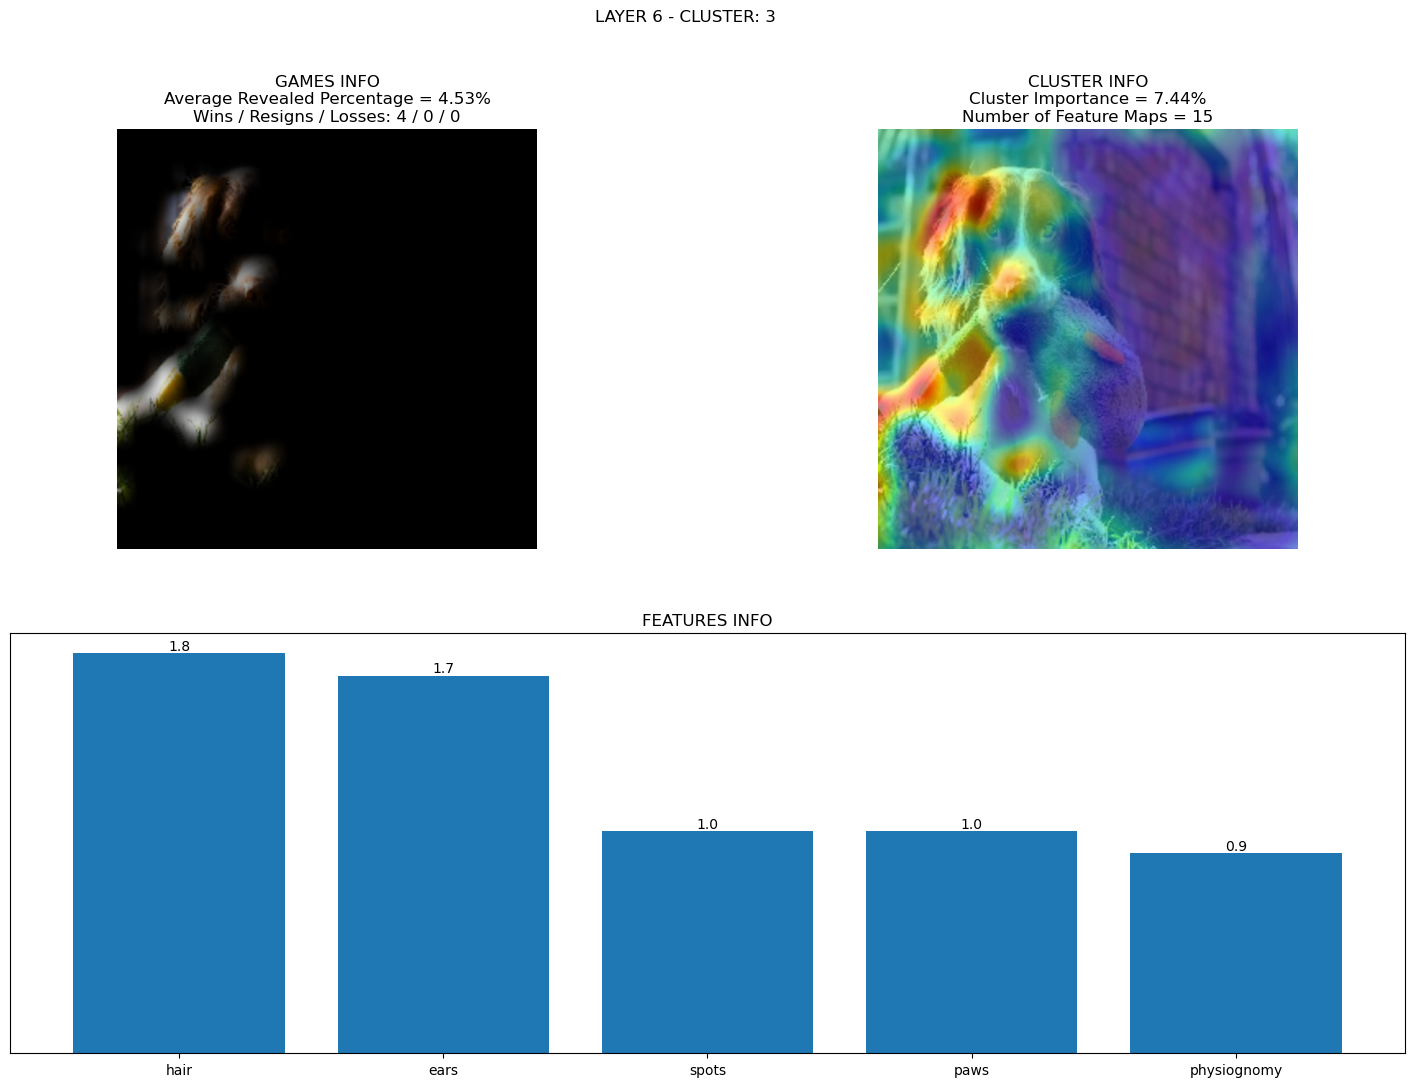 LAYER 6 - CLUSTER: 3
GAMES INFO
Average Revealed Percentage = 4.53%
Wins / Resigns / Losses: 4 / 0 / 0
CLUSTER INFO
Cluster Importance = 7.44%
Number of Feature Maps = 15
FEATURES INFO
1.8
1.7
1.0
1.0
0.9
hair
ears
spots
paws
physiognomy